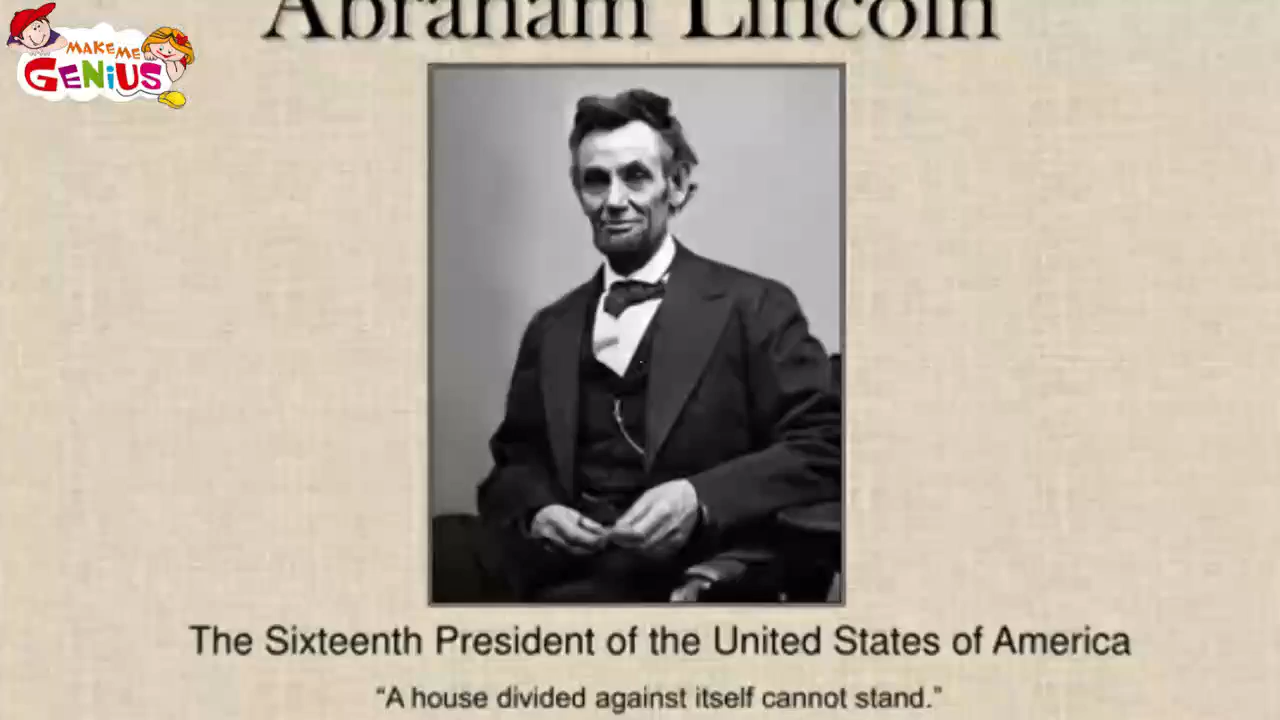 MAKE ME
GENiUS
Abraham Lincoln
The Sixteenth President of the United States of America
“A house divided against itself cannot stand.”